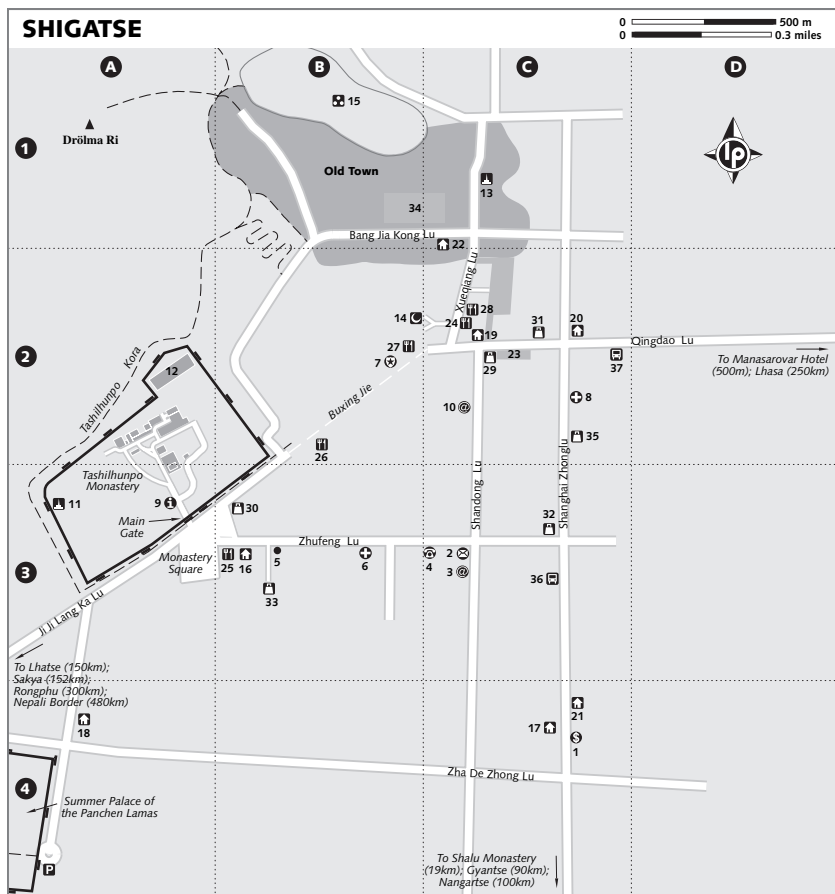 SHIGATSE
0 500 m
0 0.3 miles
A
B
C
D
1
2
3
4
15
Drölma Ri
lp
Old Town
13
34
Bang Jia Kong Lu
22
Xueqiang Lu
28
14
24
31
20
19
Qingdao Lu
27
23
7
29
37
To Manasarovar Hotel
(500m); Lhasa (250km)
Tashilhunpo Kora
12
Buxing Jie
10
@
8
35
26
Tashilhunpo
Monastery
11
9
i
30
Main
Gate
Shandong Lu
Shanghai Zhonglu
32
Zhufeng Lu
Monastery
Square
25
16
5
6
4
2
3
@
36
33
Ji Ji Lang Ka Lu
To Lhatse (150km);
Sakya (152km);
Rongphu (300km);
Nepali Border (480km)
18
21
17
$
1
Zha De Zhong Lu
Summer Palace of
the Panchen Lamas
P
To Shalu Monastery
(19km); Gyantse (90km);
Nangartse (100km)